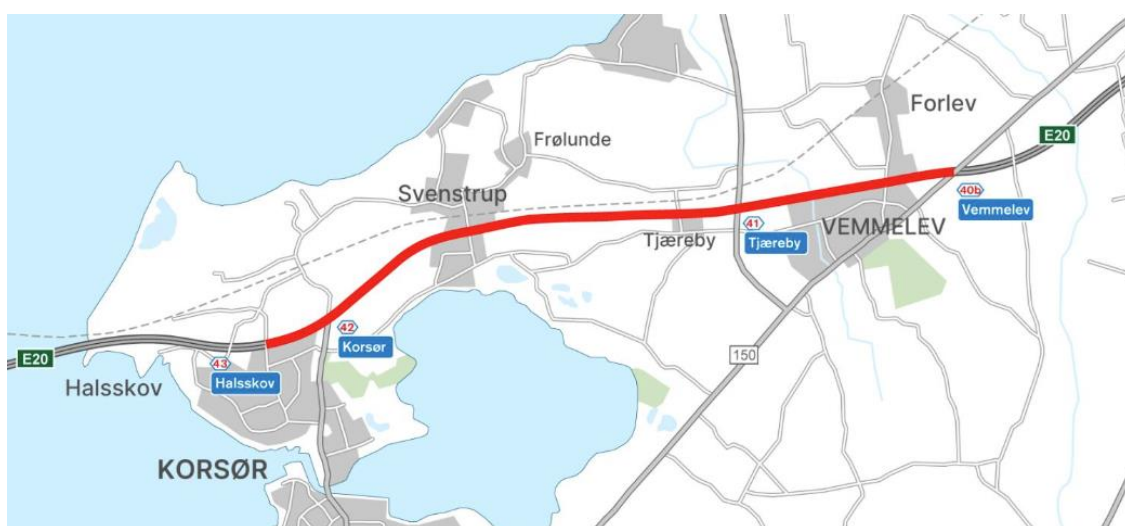 Forlev
E20
Frølunde
40b
Vemmelev
Svenstrup
41
Tjæreby
Tjæreby
VEMMELEV
42
Korsør
150
E20
43
Halsskov
Halsskov
KORSØR